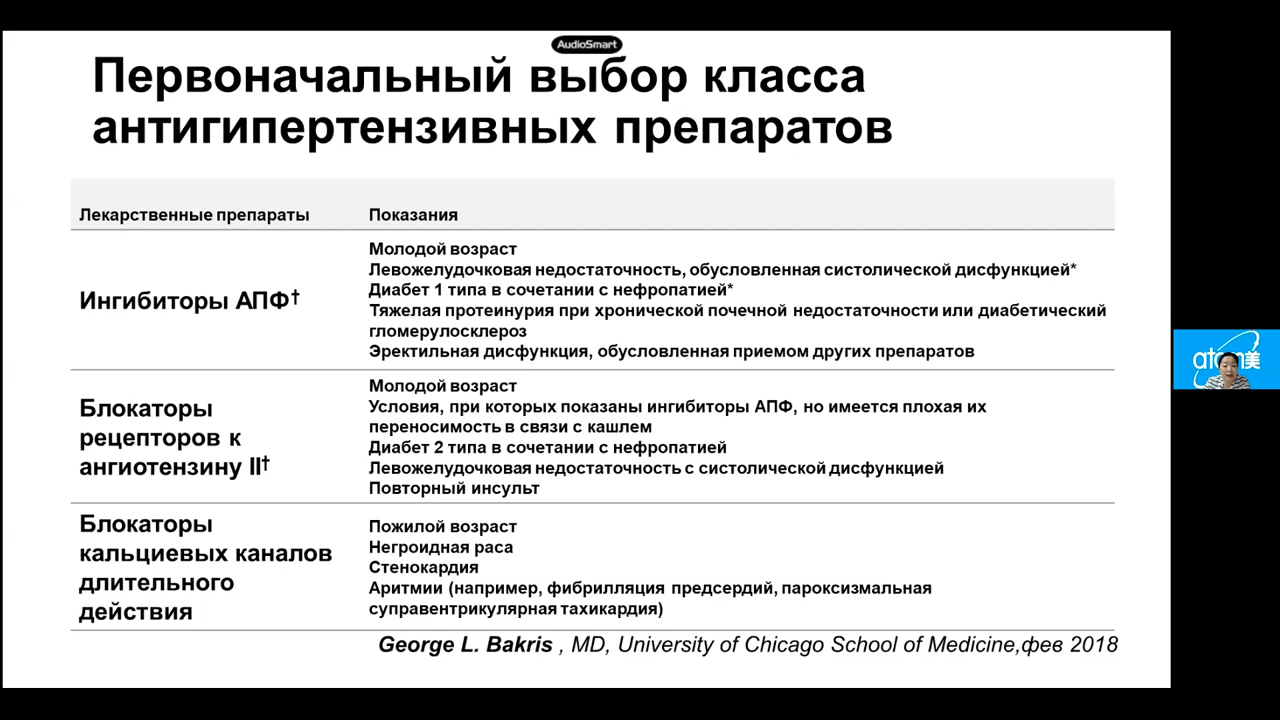 AudioSmart
Первоначальный выбор класса
антигипертензивных препаратов
Лекарственные препараты
Показания
Ингибиторы АПФ†
Молодой возраст
Левожелудочковая недостаточность, обусловленная систолической дисфункцией*
Диабет 1 типа в сочетании с нефропатией*
Тяжелая протеинурия при хронической почечной недостаточности или диабетический
гломерулосклероз
Эректильная дисфункция, обусловленная приемом других препаратов
Блокаторы
рецепторов к
ангиотензину II†
Молодой возраст
Условия, при которых показаны ингибиторы АПФ, но имеется плохая их
переносимость в связи с кашлем
Диабет 2 типа в сочетании с нефропатией
Левожелудочковая недостаточность с систолической дисфункцией
Повторный инсульт
Блокаторы
кальциевых каналов
длительного
действия
Пожилой возраст
Негроидная раса
Стенокардия
Аритмии (например, фибрилляция предсердий, пароксизмальная
суправентрикулярная тахикардия)
George L. Bakris , MD, University of Chicago School of Medicine,фев 2018